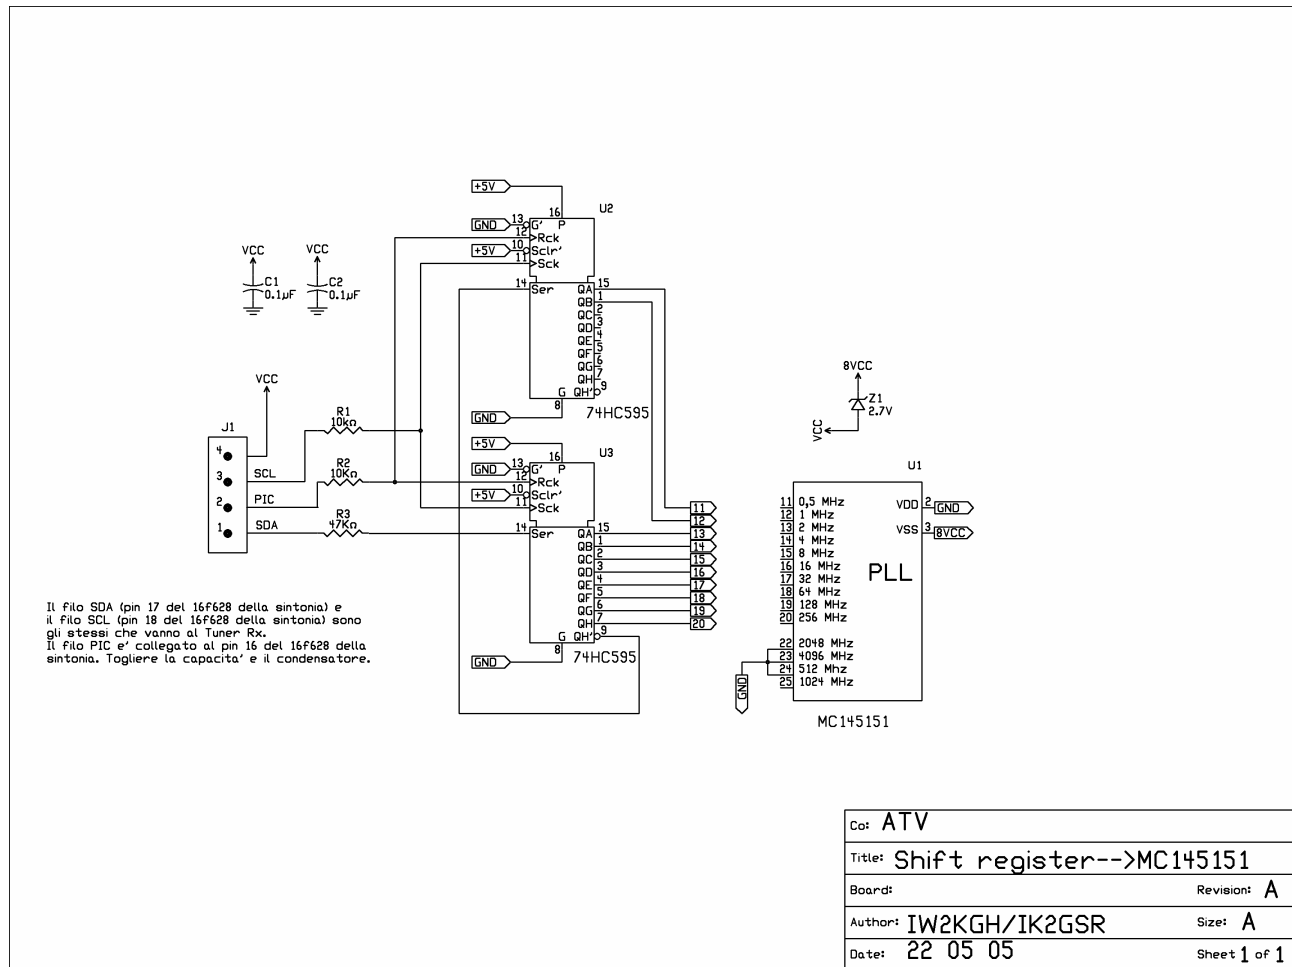 +5V
16
U2
GND 13 G' P
12 Rck
+5V 10 Sclr'
11 Sck
14 Ser QA 15
QB 1
QC 2
QD 3
QE 4
QF 5
QG 6
QH 7
G QH' 9
8
GND
74HC595
VCC
C1
0.1µF
VCC
C2
0.1µF
VCC
J1
4
3 SCL
2 PIC
1 SDA
R1
10kΩ
R2
10KΩ
R3
47KΩ
+5V
16
U3
GND 13 G' P
12 Rck
+5V 10 Sclr'
11 Sck
14 Ser QA 15
QB 1
QC 2
QD 3
QE 4
QF 5
QG 6
QH 7
G QH' 9
8
GND
74HC595
11
12
13
14
15
16
17
18
19
20
8VCC
Z1
2.7V
VCC
U1
11 0,5 MHz
12 1 MHz
13 2 MHz
14 4 MHz
15 8 MHz
16 16 MHz
17 32 MHz
18 64 MHz
19 128 MHz
20 256 MHz
22 2048 MHz
23 4096 MHz
24 512 Mhz
25 1024 MHz
VDD 2 GND
VSS 3 8VCC
PLL
GND
MC145151
Il filo SDA (pin 17 del 16f628 della sintonia) e
il filo SCL (pin 18 del 16f628 della sintonia) sono
gli stessi che vanno al Tuner Rx.
Il filo PIC e' collegato al pin 16 del 16f628 della
sintonia. Togliere la capacita' e il condensatore.
Co: ATV
Title: Shift register-->MC145151
Board: Revision: A
Author: IW2KGH/IK2GSR Size: A
Date: 22 05 05 Sheet 1 of 1